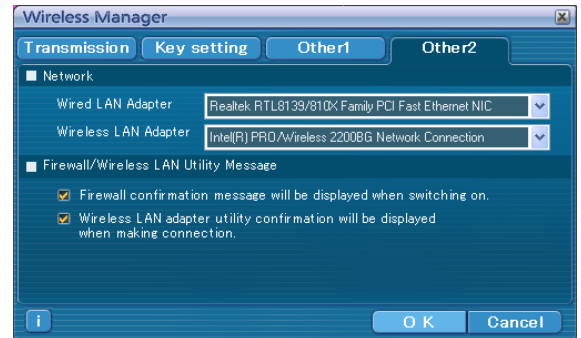 Wireless Manager
Transmission Key setting Other1 Other2
Network
Wired LAN Adapter Realtek RTL8139/810X Family PCI Fast Ethernet NIC
Wireless LAN Adapter Intel(R) PRO/Wireless 2200BG Network Connection
Firewall/Wireless LAN Utility Message
Firewall confirmation message will be displayed when switching on.
Wireless LAN adapter utility confirmation will be displayed
when making connection.
i OK Cancel